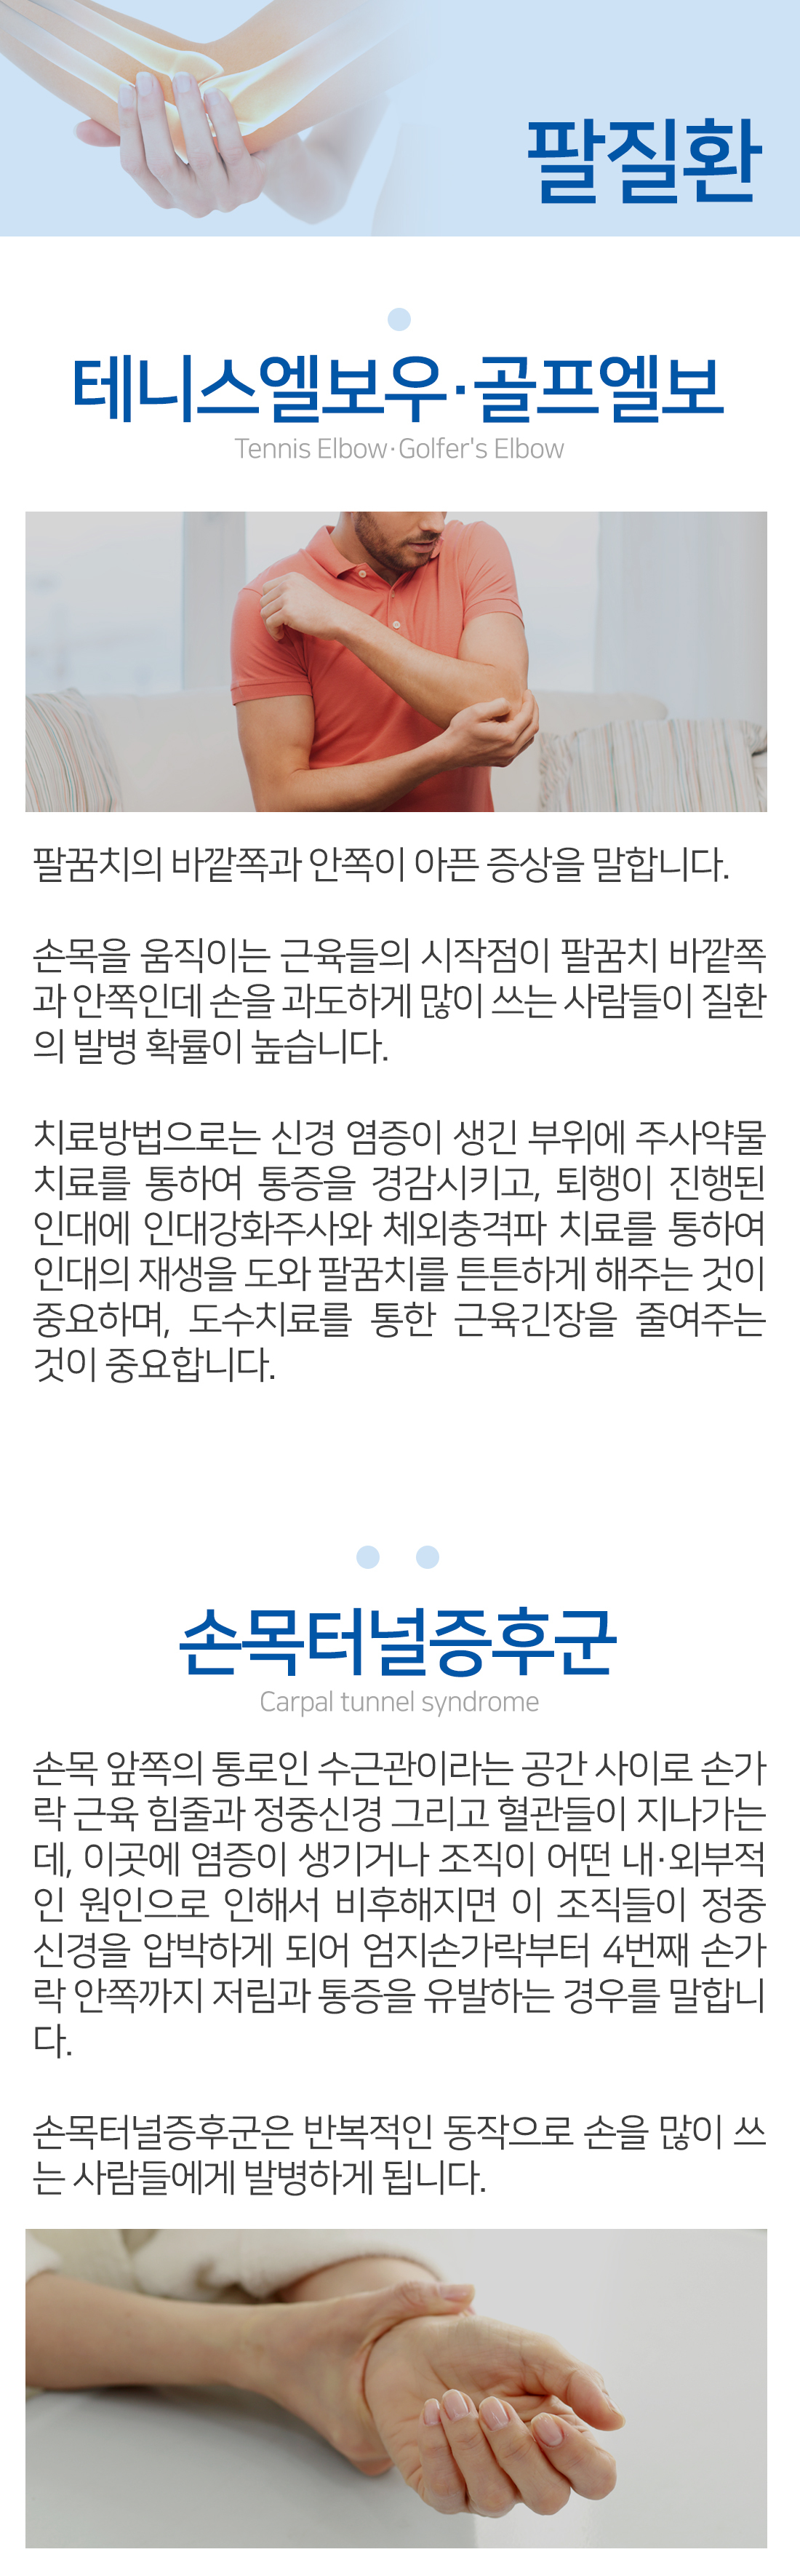 팔질환
테니스엘보우·골프엘보
Tennis Elbow·Golfer's Elbow
팔꿈치의 바깥쪽과 안쪽이 아픈 증상을 말합니다.
손목을 움직이는 근육들의 시작점이 팔꿈치 바깥쪽
과 안쪽인데 손을 과도하게 많이 쓰는 사람들이 질환
의 발병 확률이 높습니다.
치료방법으로는 신경 염증이 생긴 부위에 주사약물
치료를 통하여 통증을 경감시키고, 퇴행이 진행된
인대에 인대강화주사와 체외충격파 치료를 통하여
인대의 재생을 도와 팔꿈치를 튼튼하게 해주는 것이
중요하며, 도수치료를 통한 근육긴장을 줄여주는
것이 중요합니다.
손목터널증후군
Carpal tunnel syndrome
손목 앞쪽의 통로인 수근관이라는 공간 사이로 손가
락 근육 힘줄과 정중신경 그리고 혈관들이 지나가는
데, 이곳에 염증이 생기거나 조직이 어떤 내·외부적
인 원인으로 인해서 비후해지면 이 조직들이 정중
신경을 압박하게 되어 엄지손가락부터 4번째 손가
락 안쪽까지 저림과 통증을 유발하는 경우를 말합니
다.
손목터널증후군은 반복적인 동작으로 손을 많이 쓰
는 사람들에게 발병하게 됩니다.